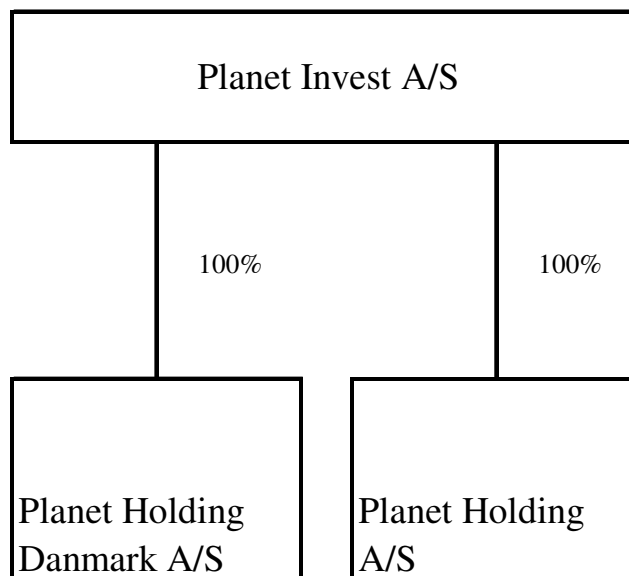 Planet Invest A/S
100%
100%
Planet Holding
Danmark A/S
Planet Holding
A/S